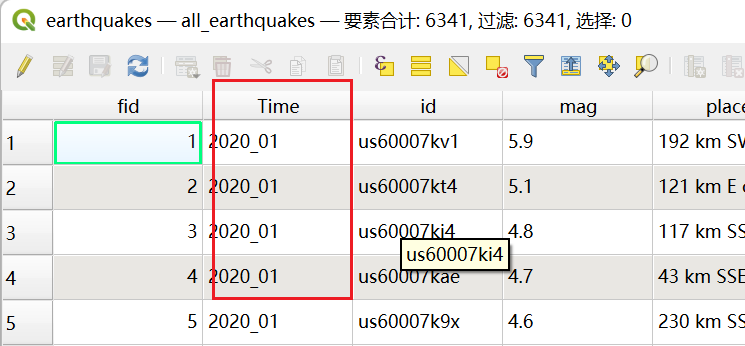 earthquakes — all_earthquakes — 要素合计: 6341, 过滤: 6341, 选择: 0
fid Time id mag place
1 1 2020_01 us60007kv1 5.9 192 km SW
2 2 2020_01 us60007kt4 5.1 121 km E
3 3 2020_01 us60007ki4 4.8 117 km SSE
us60007ki4
4 4 2020_01 us60007kae 4.7 43 km SSE
5 5 2020_01 us60007k9x 4.6 230 km SS